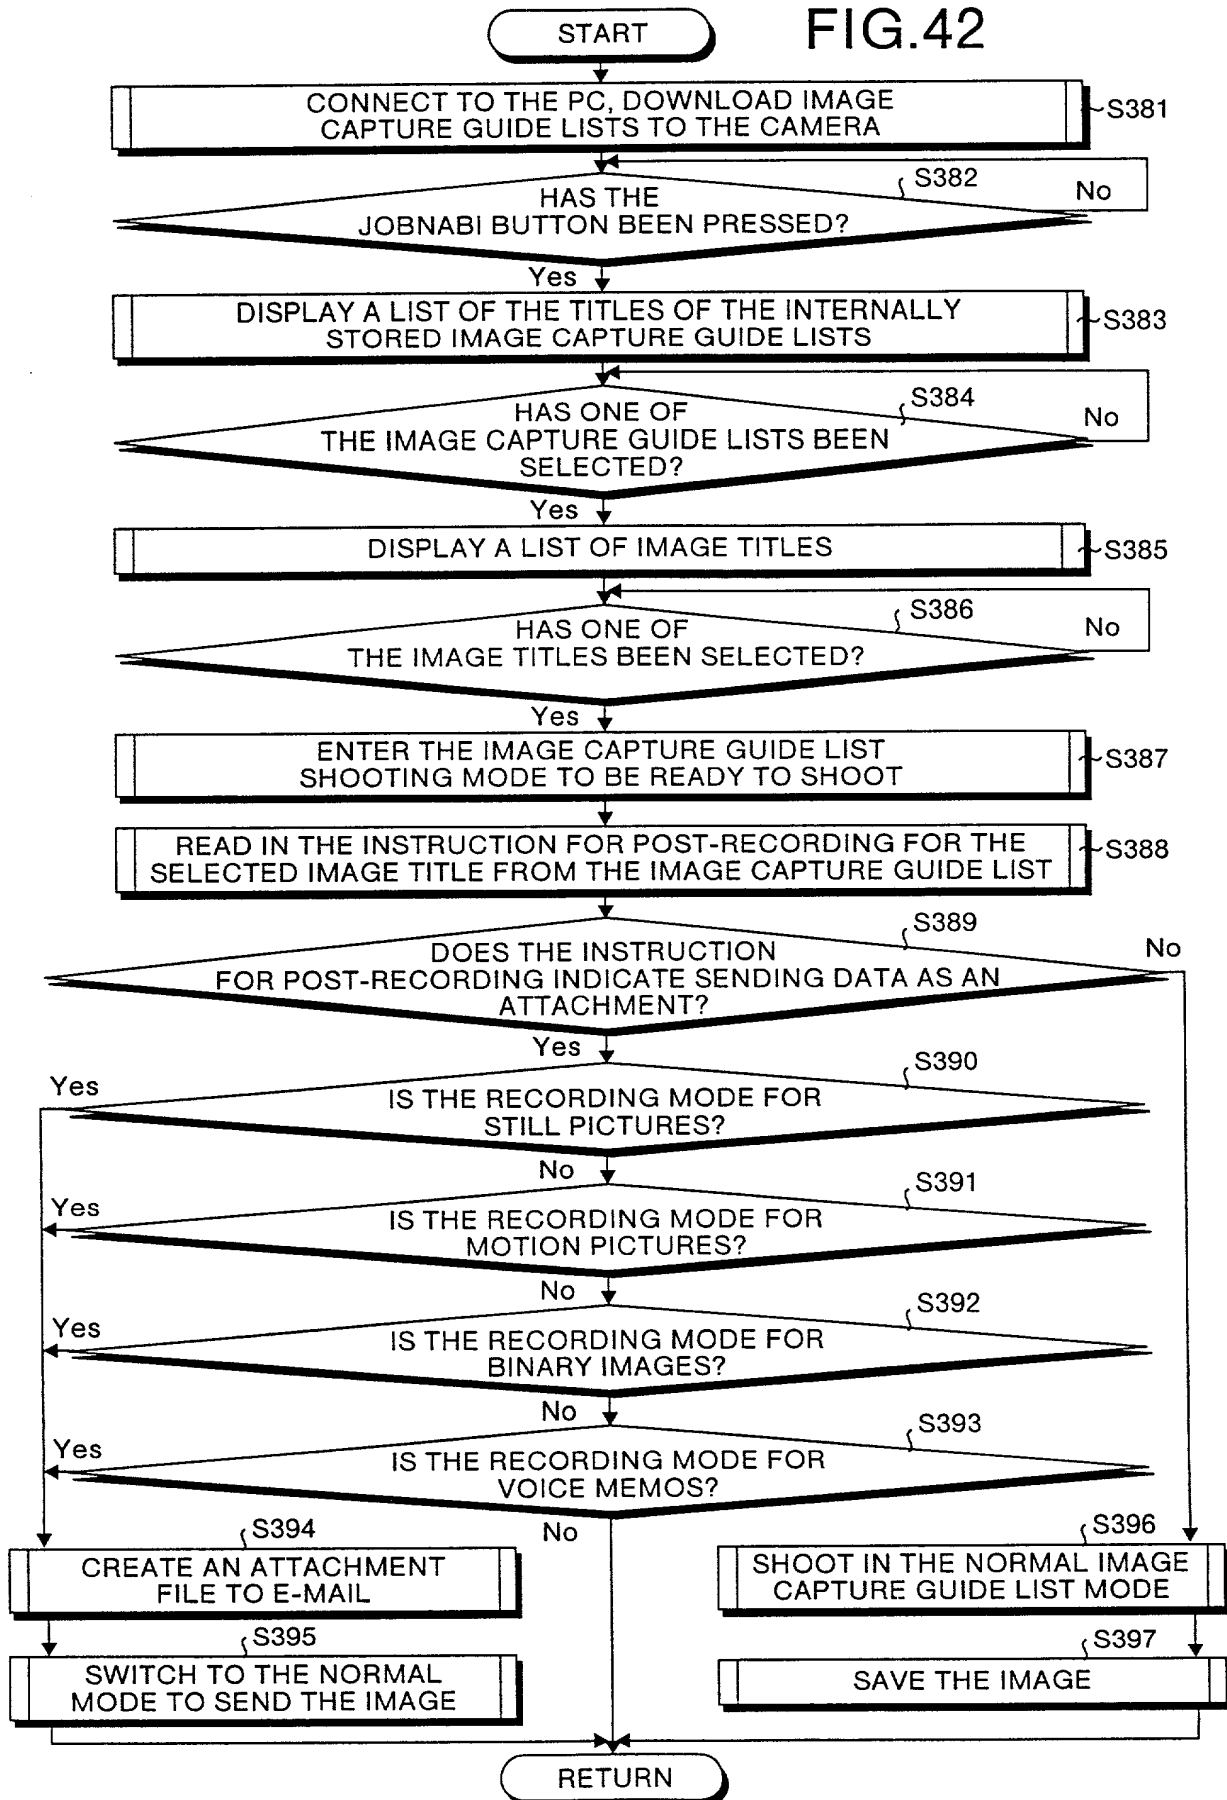 START
FIG.42
CONNECT TO THE PC, DOWNLOAD IMAGE
CAPTURE GUIDE LISTS TO THE CAMERA
S381
S382
No
HAS THE
JOBNABI BUTTON BEEN PRESSED?
Yes
DISPLAY A LIST OF THE TITLES OF THE INTERNALLY
STORED IMAGE CAPTURE GUIDE LISTS
S383
S384
No
HAS ONE OF
THE IMAGE CAPTURE GUIDE LISTS BEEN
SELECTED?
Yes
DISPLAY A LIST OF IMAGE TITLES
S385
S386
No
HAS ONE OF
THE IMAGE TITLES BEEN SELECTED?
Yes
ENTER THE IMAGE CAPTURE GUIDE LIST
SHOOTING MODE TO BE READY TO SHOOT
S387
READ IN THE INSTRUCTION FOR POST-RECORDING FOR THE
SELECTED IMAGE TITLE FROM THE IMAGE CAPTURE GUIDE LIST
S388
S389
No
DOES THE INSTRUCTION
FOR POST-RECORDING INDICATE SENDING DATA AS AN
ATTACHMENT?
Yes
S390
Yes
IS THE RECORDING MODE FOR
STILL PICTURES?
No
S391
Yes
IS THE RECORDING MODE FOR
MOTION PICTURES?
No
S392
Yes
IS THE RECORDING MODE FOR
BINARY IMAGES?
No
S393
Yes
IS THE RECORDING MODE FOR
VOICE MEMOS?
No
S394
CREATE AN ATTACHMENT
FILE TO E-MAIL
S395
SWITCH TO THE NORMAL
MODE TO SEND THE IMAGE
S396
SHOOT IN THE NORMAL IMAGE
CAPTURE GUIDE LIST MODE
S397
SAVE THE IMAGE
RETURN